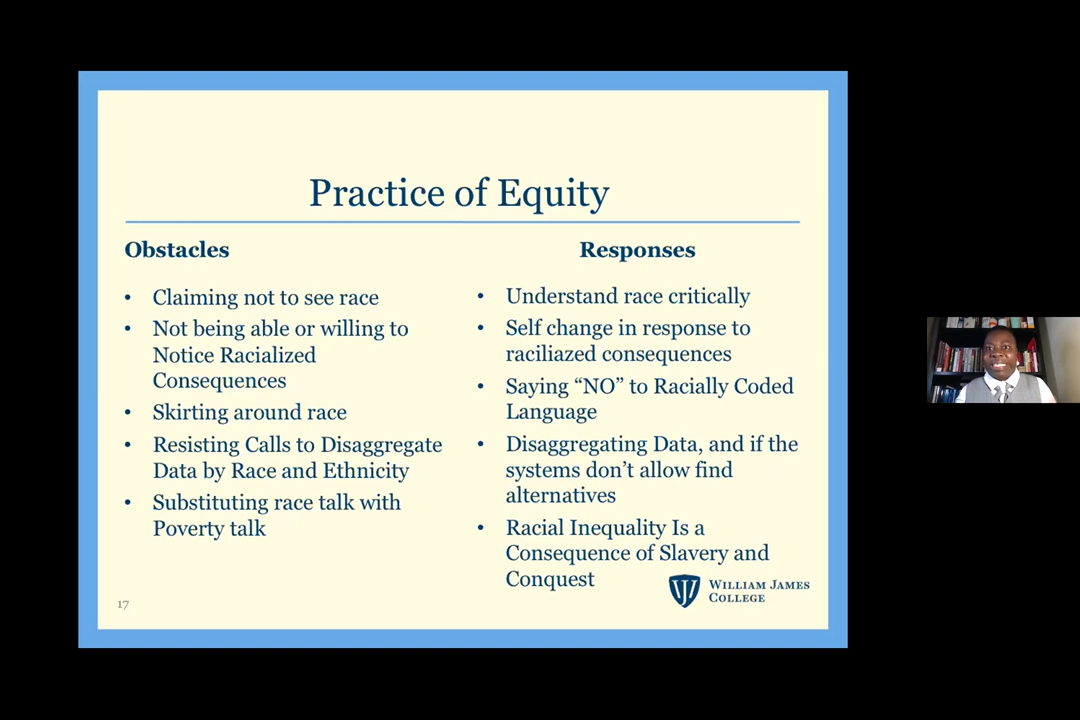 Practice of Equity
Obstacles
• Claiming not to see race
• Not being able or willing to
Notice Racialized
Consequences
• Skirting around race
• Resisting Calls to Disaggregate
Data by Race and Ethnicity
• Substituting race talk with
Poverty talk
Responses
• Understand race critically
• Self change in response to
raciliazed consequences
• Saying “NO” to Racially Coded
Language
• Disaggregating Data, and if the
systems don’t allow find
alternatives
• Racial Inequality Is a
Consequence of Slavery and
Conquest
17
WILLIAM JAMES
COLLEGE